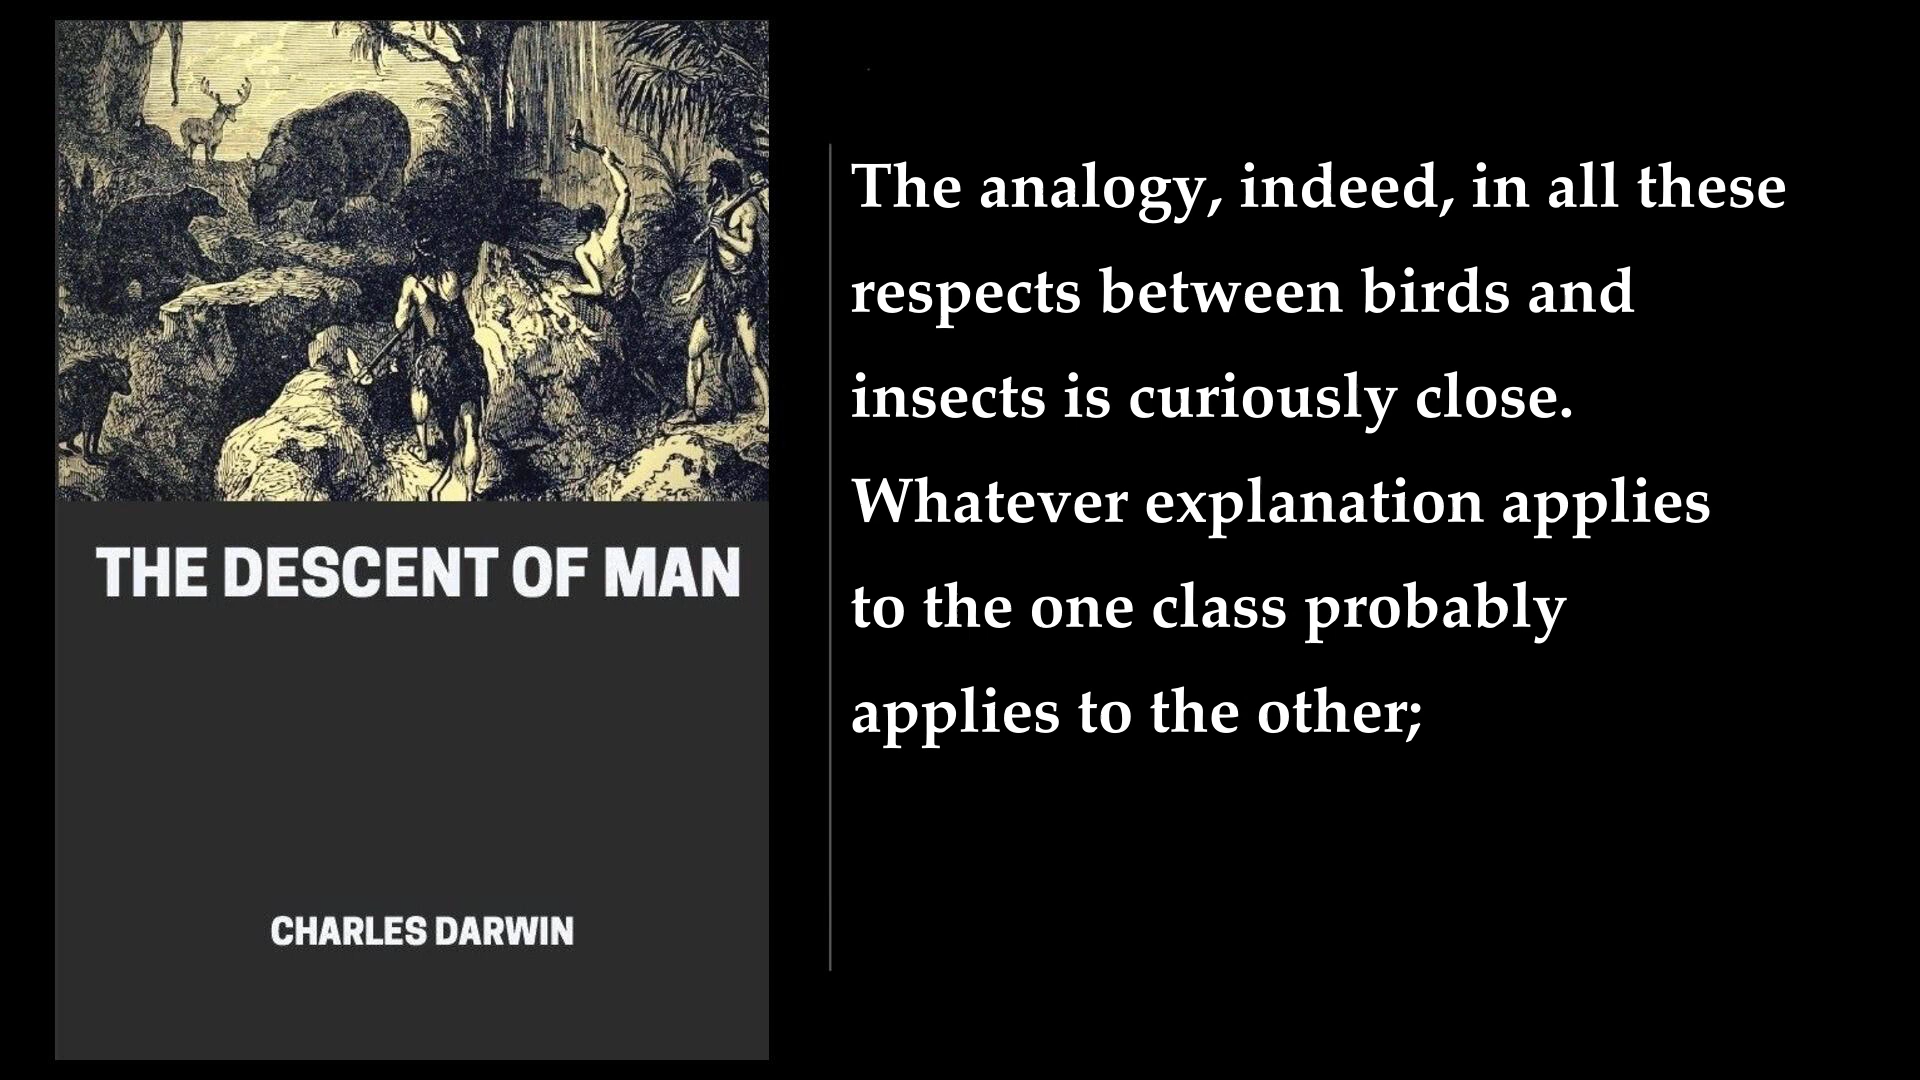 THE DESCENT OF MAN
CHARLES DARWIN
The analogy, indeed, in all these
respects between birds and
insects is curiously close.
Whatever explanation applies
to the one class probably
applies to the other;